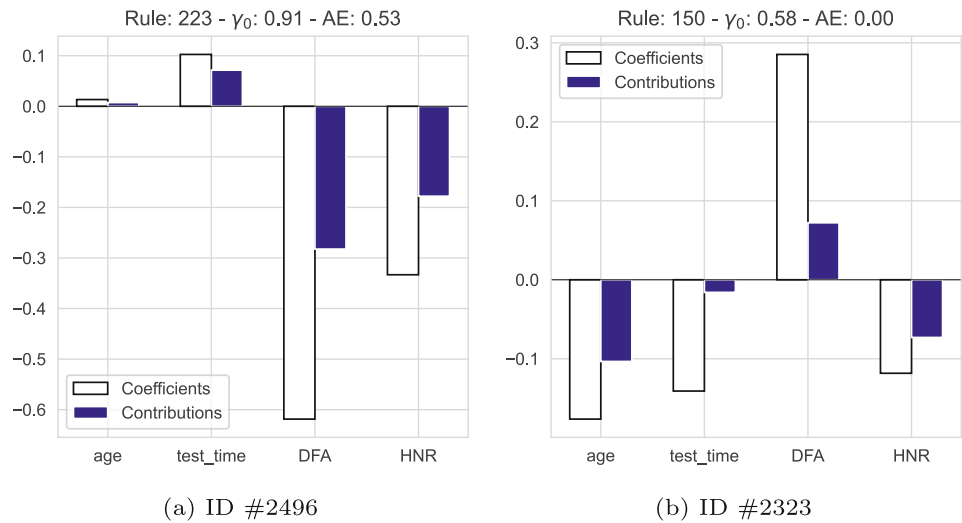 Rule: 223 - γ₀: 0.91 - AE: 0.53
0.1
0.0
−0.1
−0.2
−0.3
−0.4
−0.5
−0.6
Coefficients
Contributions
age test_time DFA HNR
(a) ID #2496
Rule: 150 - γ₀: 0.58 - AE: 0.00
0.3
0.2
0.1
0.0
−0.1
Coefficients
Contributions
age test_time DFA HNR
(b) ID #2323